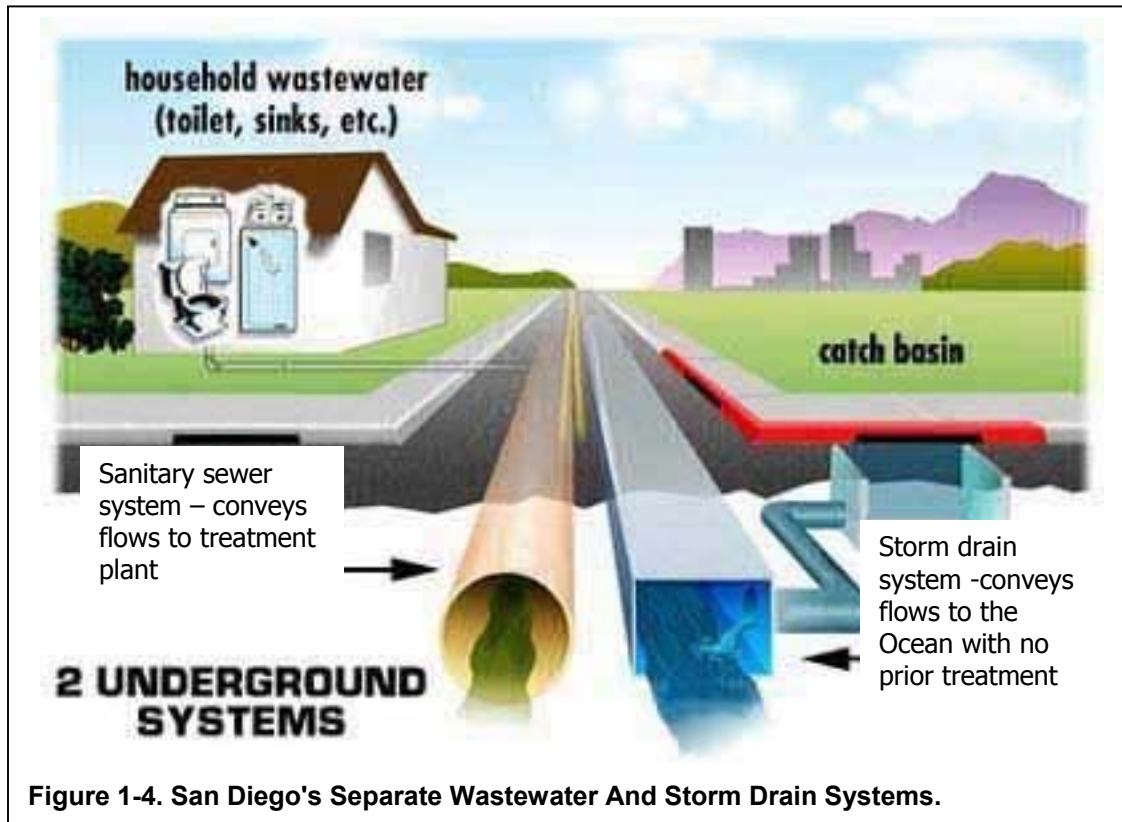 household wastewater
(toilet, sinks, etc.)
catch basin
Sanitary sewer
system – conveys
flows to treatment
plant
Storm drain
system -conveys
flows to the
Ocean with no
prior treatment
2 UNDERGROUND
SYSTEMS
Figure 1-4. San Diego's Separate Wastewater And Storm Drain Systems.